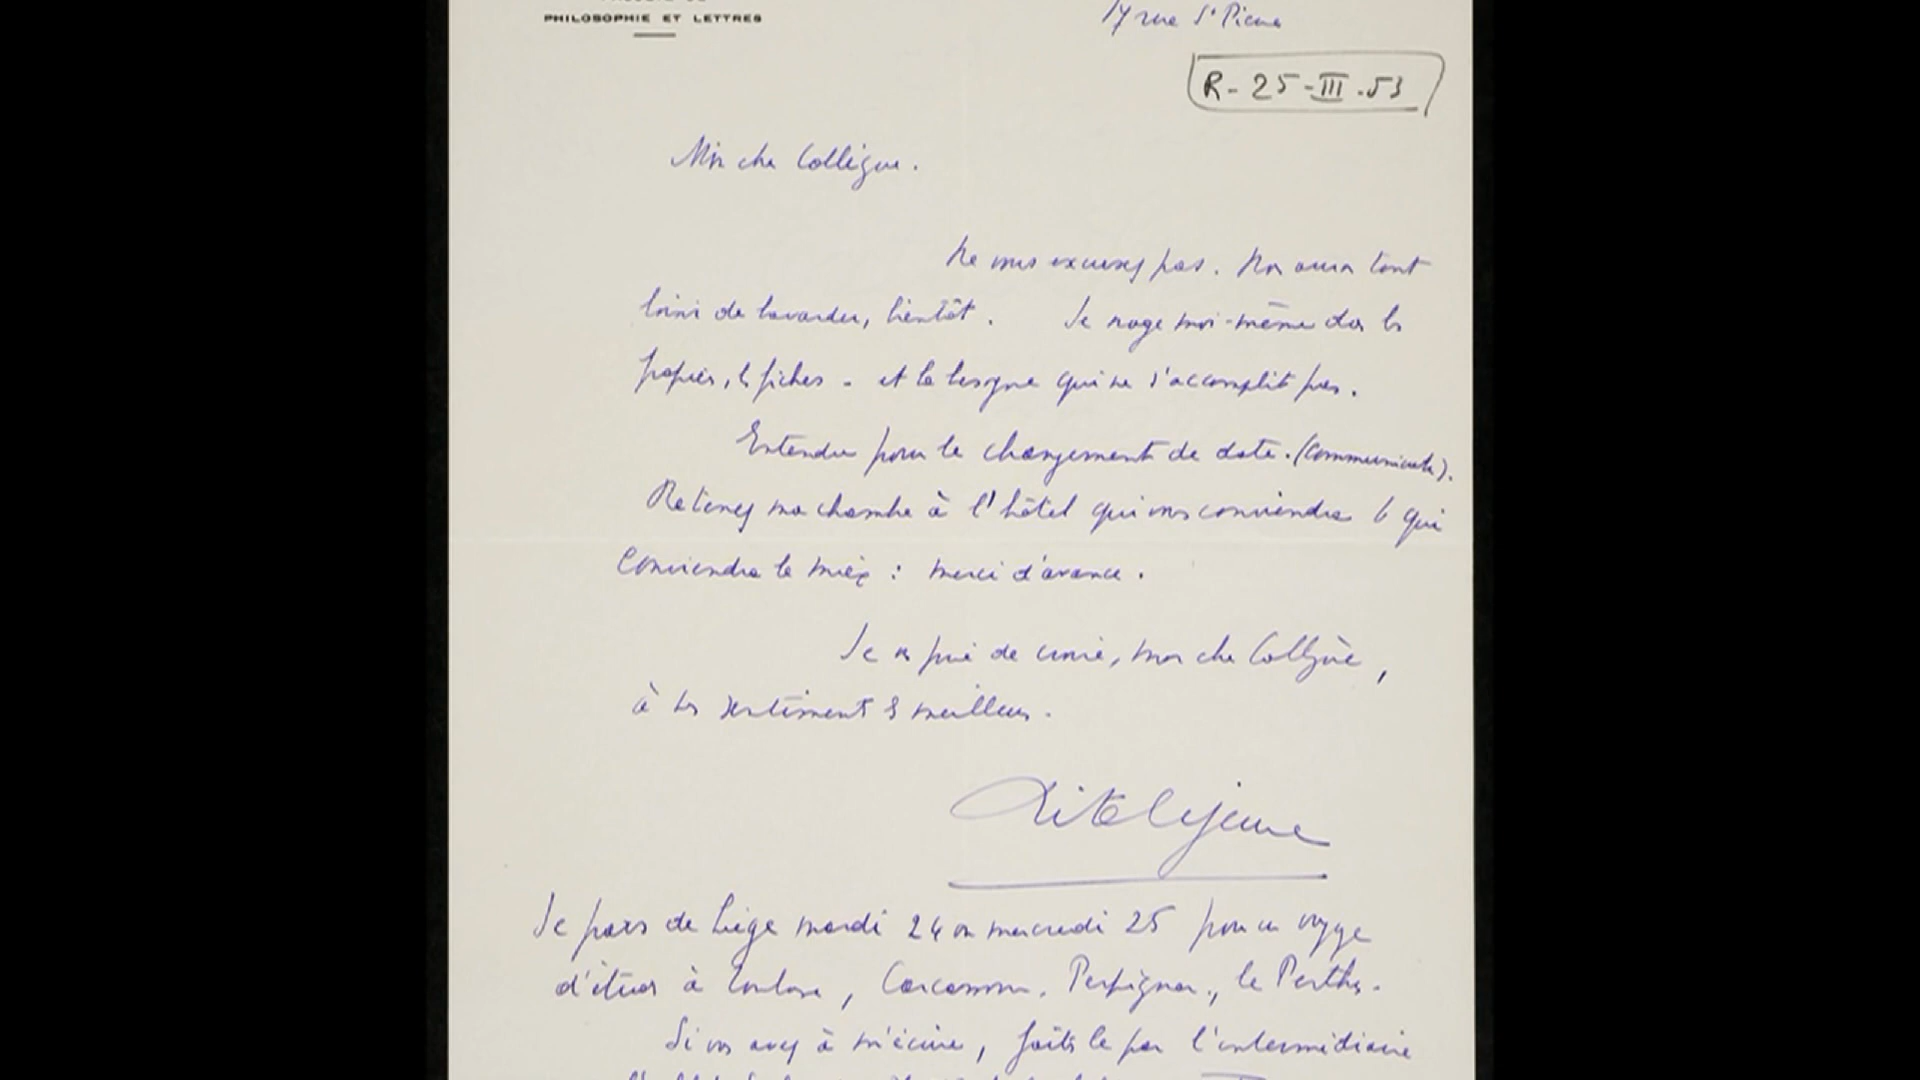 PHILOSOPHIE ET LETTRES
17 rue St Pierre
R - 25 - III . 53
Mon cher Collègue.
Ne vous excusez pas. Nous aurons tout
loisir de bavarder, bientôt. Je nage moi-même dans les
papiers, les fiches - et la besogne qui ne s'accomplit pas.
Entendu pour le changement de date. (Communicat.).
Retenez ma chambre à l'hôtel qui vous conviendra & qui
conviendra le mieux : merci d'avance.
Je vs prie de croire, mon cher Collègue,
à mes sentiments les meilleurs.
Rita Lejeune
Je pars de Liège mardi 24 ou mercredi 25 pour un voyage
d'études à Toulouse, Carcassonne, Perpignan, le Perthus.
Si vous avez à m'écrire, faites le par l'intermédiaire